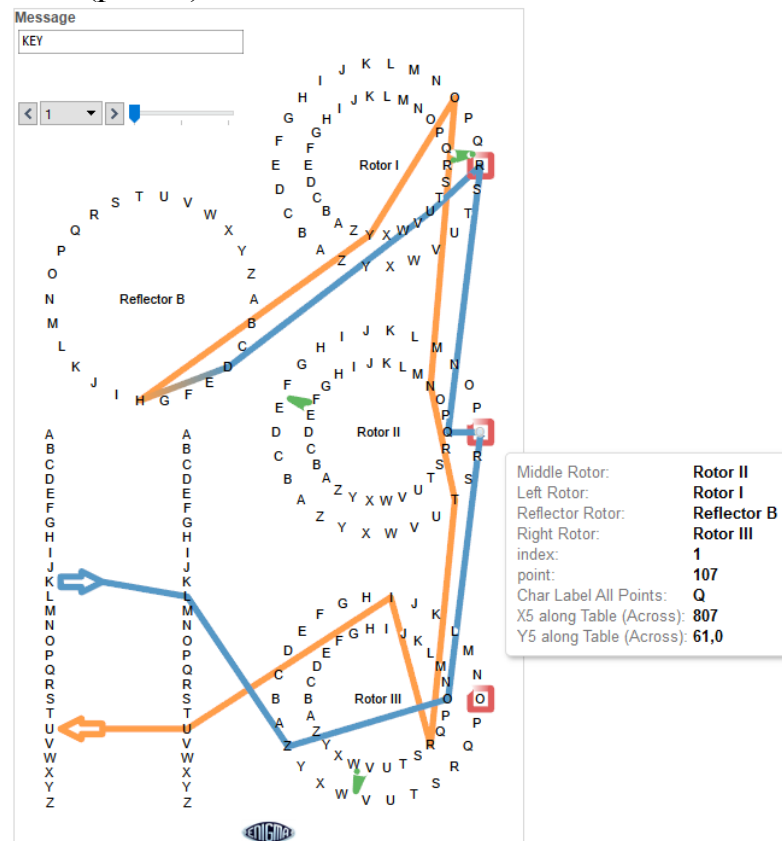 Message
KEY
1
E F G H I J K L M N O P Q R S T U V W X Y Z A B C D
E F G H I J K L M N O P Q R S T U V W X Y Z A B C D
Rotor I
N O P Q R S T U V W X Y Z A B C D E F G H I J K L M
Reflector B
D E F G H I J K L M N O P Q R S T U V W X Y Z A B C
D E F G H I J K L M N O P Q R S T U V W X Y Z A B C
Rotor II
Middle Rotor: Rotor II
Left Rotor: Rotor I
Reflector Rotor: Reflector B
Right Rotor: Rotor III
index: 1
point: 107
Char Label All Points: Q
X5 along Table (Across): 807
Y5 along Table (Across): 61,0
A A
B B
C C
D D
E E
F F
G G
H H
I I
J J
K K
L L
M M
N N
O O
P P
Q Q
R R
S S
T T
U U
V V
W W
X X
Y Y
Z Z
B C D E F G H I J K L M N O P Q R S T U V W X Y Z A
B C D E F G H I J K L M N O P Q R S T U V W X Y Z A
Rotor III
ENIGMA